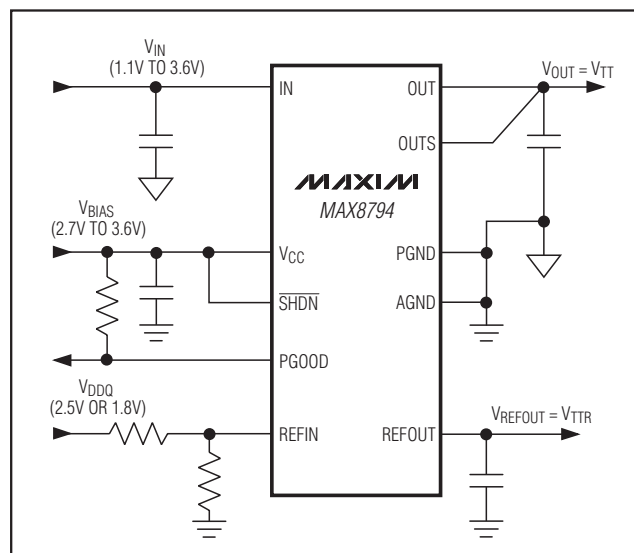 VIN
(1.1V TO 3.6V)
IN
OUT
VOUT = VTT
OUTS
MAXIM
MAX8794
VBIAS
(2.7V TO 3.6V)
VCC
PGND
SHDN
AGND
PGOOD
VDDQ
(2.5V OR 1.8V)
REFIN
REFOUT
VREFOUT = VTTR